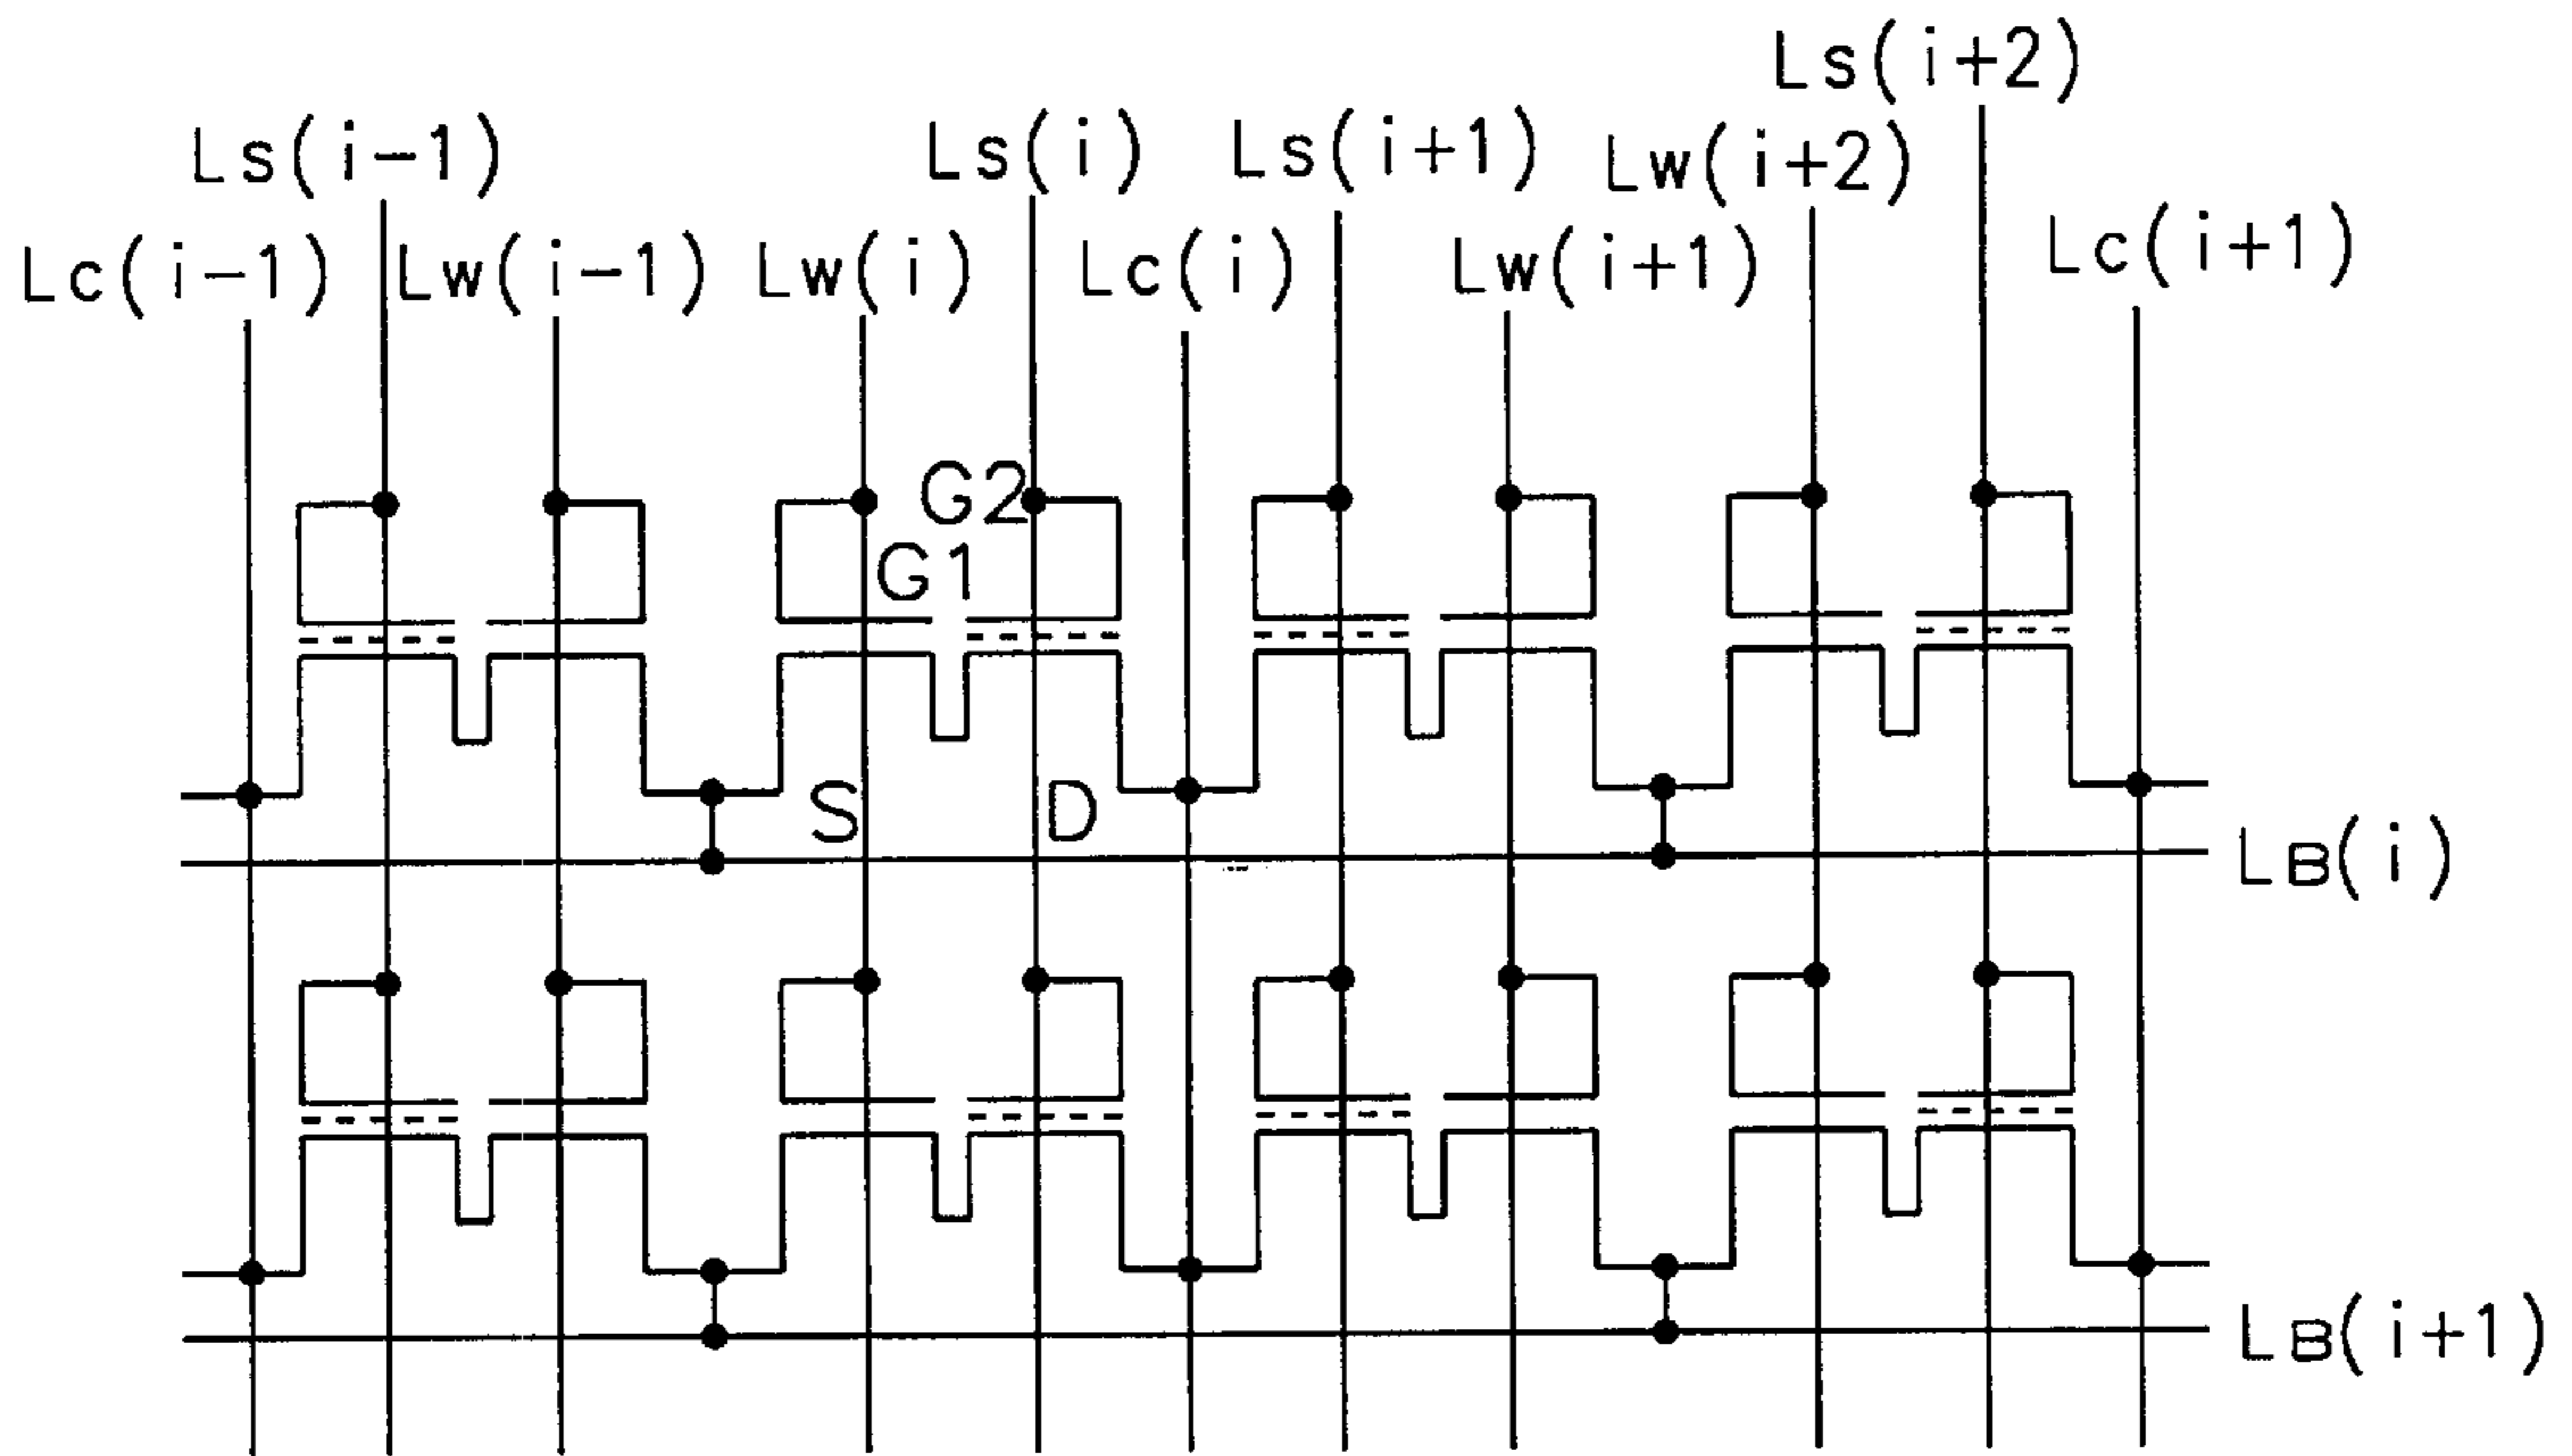 Ls(i+2)
Ls(i-1) Ls(i) Ls(i+1) Lw(i+2)
Lc(i-1) Lw(i-1) Lw(i) Lc(i) Lw(i+1) Lc(i+1)
G2
G1
S D
LB(i)
LB(i+1)